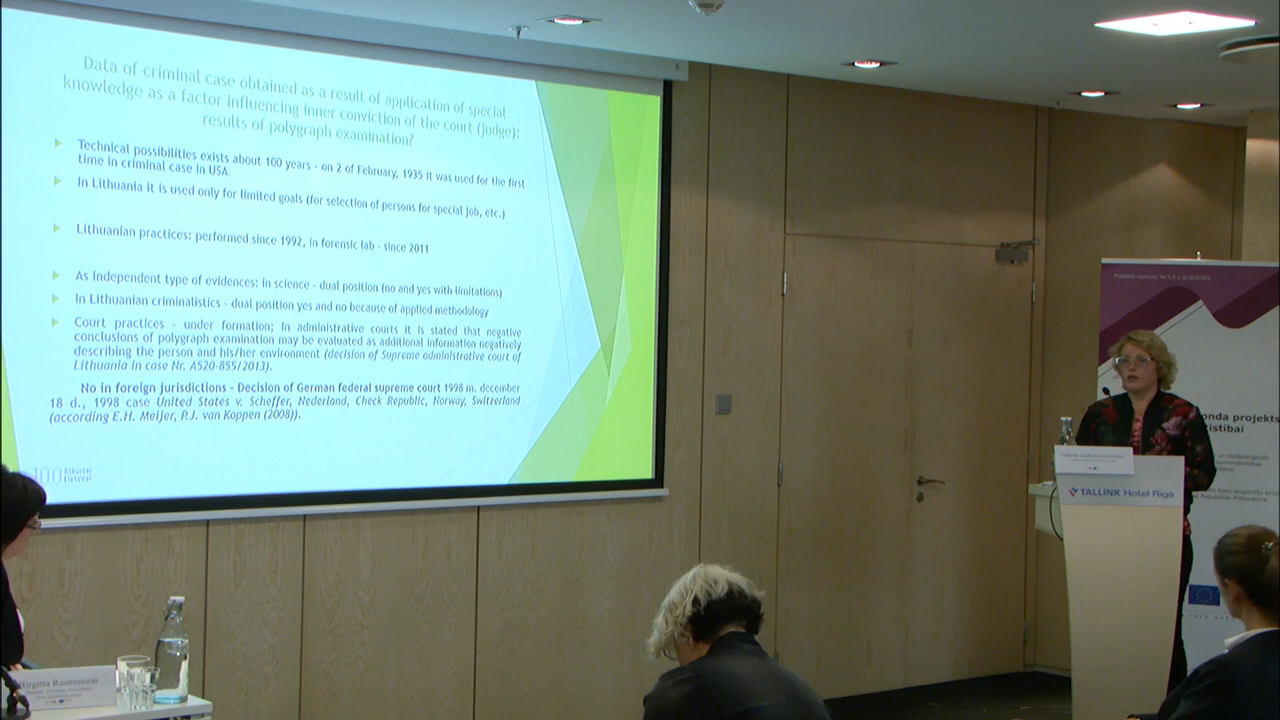 Data of criminal case obtained as a result of application of special
knowledge as a factor influencing inner conviction of the court (judge):
results of polygraph examination?
Technical possibilities exists about 100 years - on 2 of February, 1935 it was used for the first
time in criminal case in USA.
In Lithuania it is used only for limited goals (for selection of persons for special job, etc.)
Lithuanian practices: performed since 1992, in forensic lab - since 2011
As independent type of evidences: in science - dual position (no and yes with limitations)
In Lithuanian criminalistics - dual position yes and no because of applied methodology
Court practices - under formation; In administrative courts it is stated that negative
conclusions of polygraph examination may be evaluated as additional information negatively
describing the person and his/her environment (decision of Supreme administrative court of
Lithuania in case Nr. A520-855/2013).
No in foreign jurisdictions - Decision of German federal supreme court 1998 m. december
18 d., 1998 case United States v. Scheffer, Nederland, Check Republic, Norway, Switzerland
(according E.H. Meijer, P.J. van Koppen (2008)).
100
onda projekts
TALLINK Hotel Riga
Birgitta Rasmusson